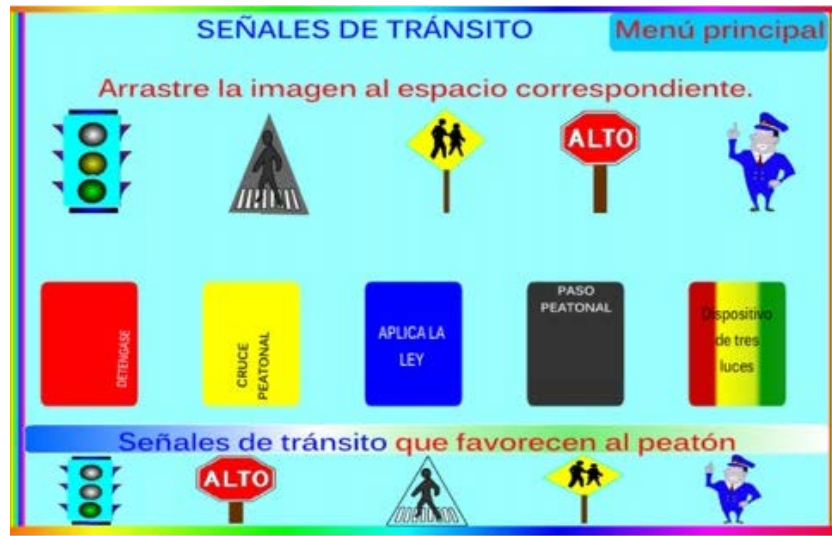 SEÑALES DE TRÁNSITO
Menú principal
Arrastre la imagen al espacio correspondiente.
ALTO
DETENGASE
CRUCE
PEATONAL
APLICA LA
LEY
PASO
PEATONAL
Dispositivo
de tres
luces
Señales de tránsito que favorecen al peatón
ALTO